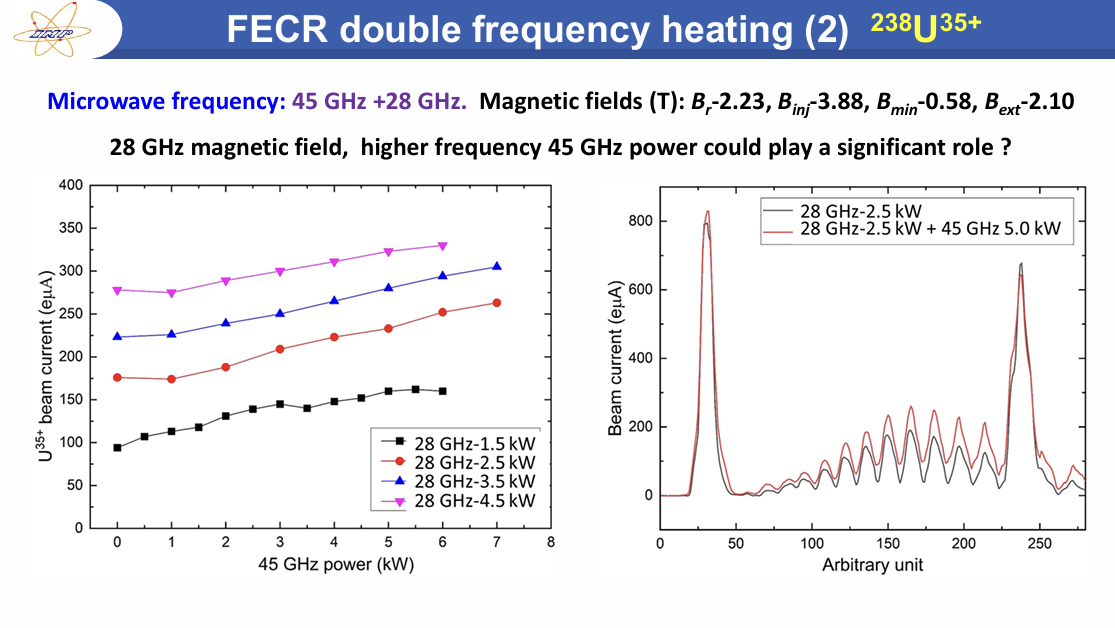 IMP
FECR double frequency heating (2) 238U35+
Microwave frequency: 45 GHz +28 GHz. Magnetic fields (T): Br-2.23, Binj-3.88, Bmin-0.58, Bext-2.10
28 GHz magnetic field, higher frequency 45 GHz power could play a significant role ?
400
350
300
250
200
150
100
50
0
U35+ beam current (eμA)
28 GHz-1.5 kW
28 GHz-2.5 kW
28 GHz-3.5 kW
28 GHz-4.5 kW
0 1 2 3 4 5 6 7 8
45 GHz power (kW)
28 GHz-2.5 kW
28 GHz-2.5 kW + 45 GHz 5.0 kW
800
600
400
200
0
Beam current (eμA)
0 50 100 150 200 250
Arbitrary unit